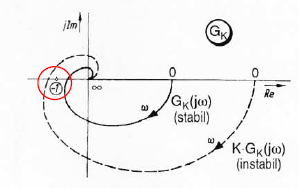 jIm
G_K
0
0
-1
∞
Re
ω
G_K(jω)
(stabil)
ω
K·G_K(jω)
(instabil)